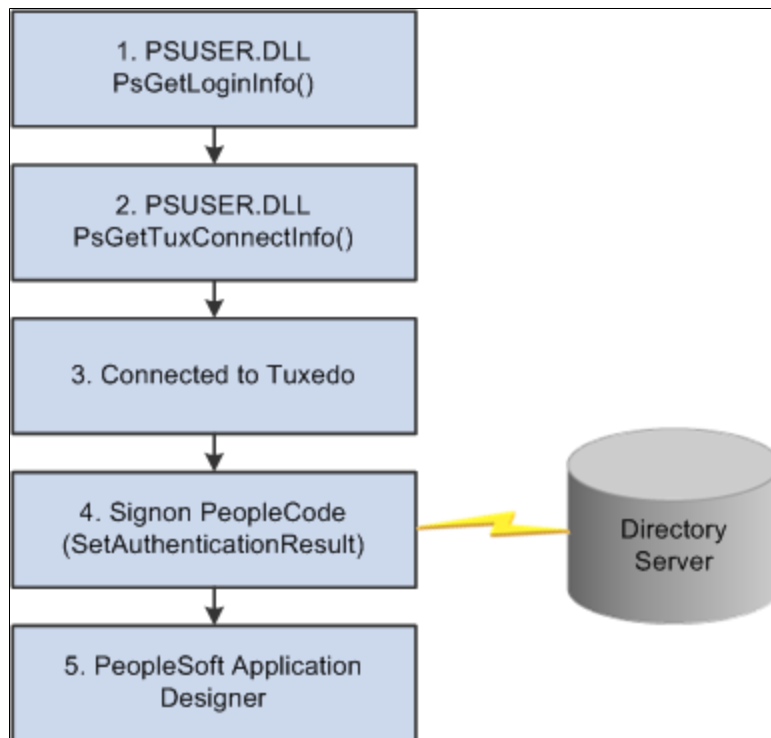 1. PSUSER.DLL
PsGetLoginInfo()
2. PSUSER.DLL
PsGetTuxConnectInfo()
3. Connected to Tuxedo
4. Signon PeopleCode
(SetAuthenticationResult)
Directory
Server
5. PeopleSoft Application
Designer